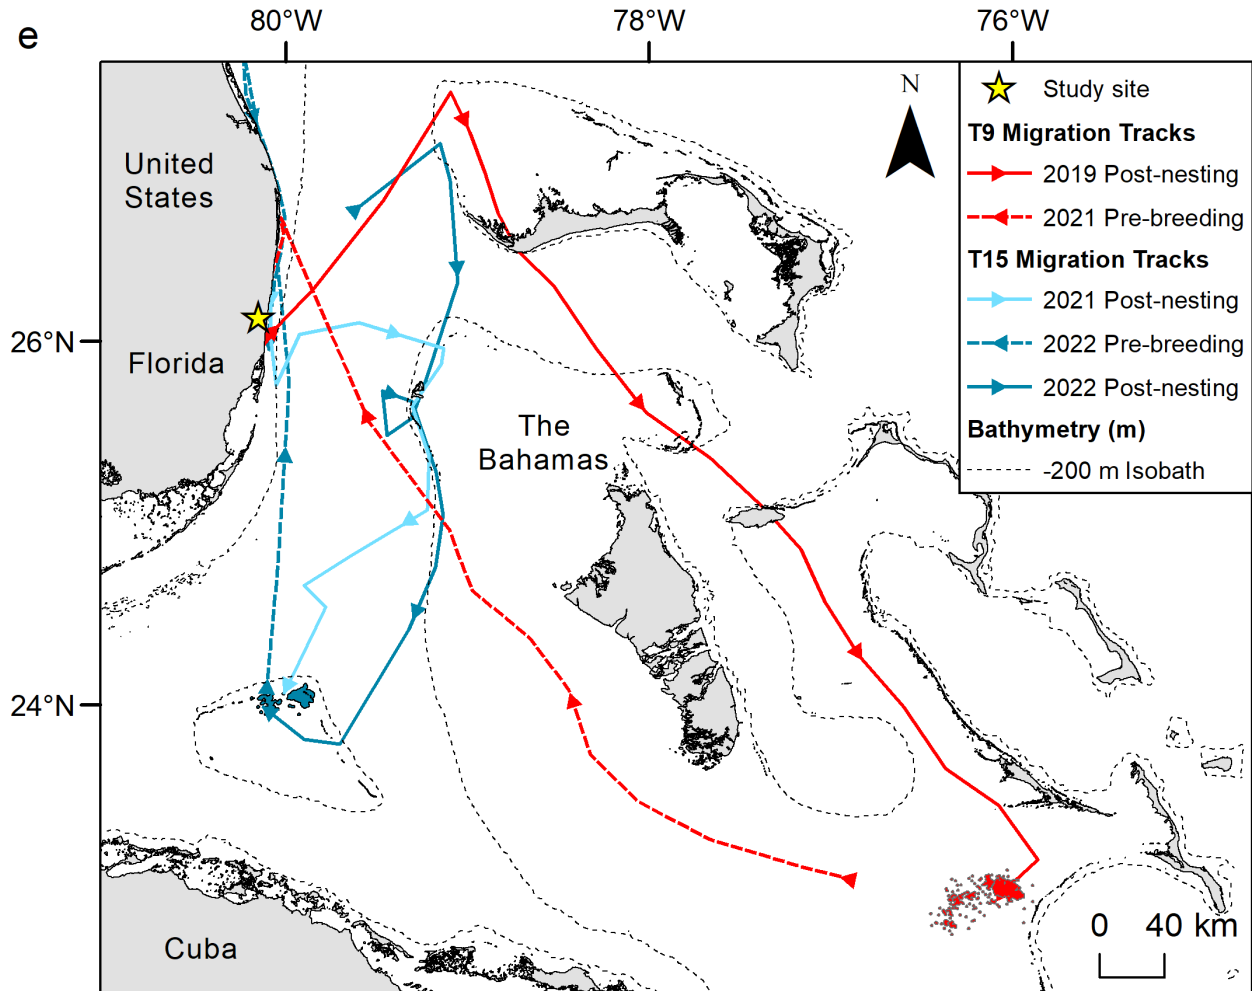 e
80°W
78°W
76°W
26°N
24°N
United
States
Florida
The
Bahamas
Cuba
N
Study site
T9 Migration Tracks
2019 Post-nesting
2021 Pre-breeding
T15 Migration Tracks
2021 Post-nesting
2022 Pre-breeding
2022 Post-nesting
Bathymetry (m)
-200 m Isobath
0 40 km